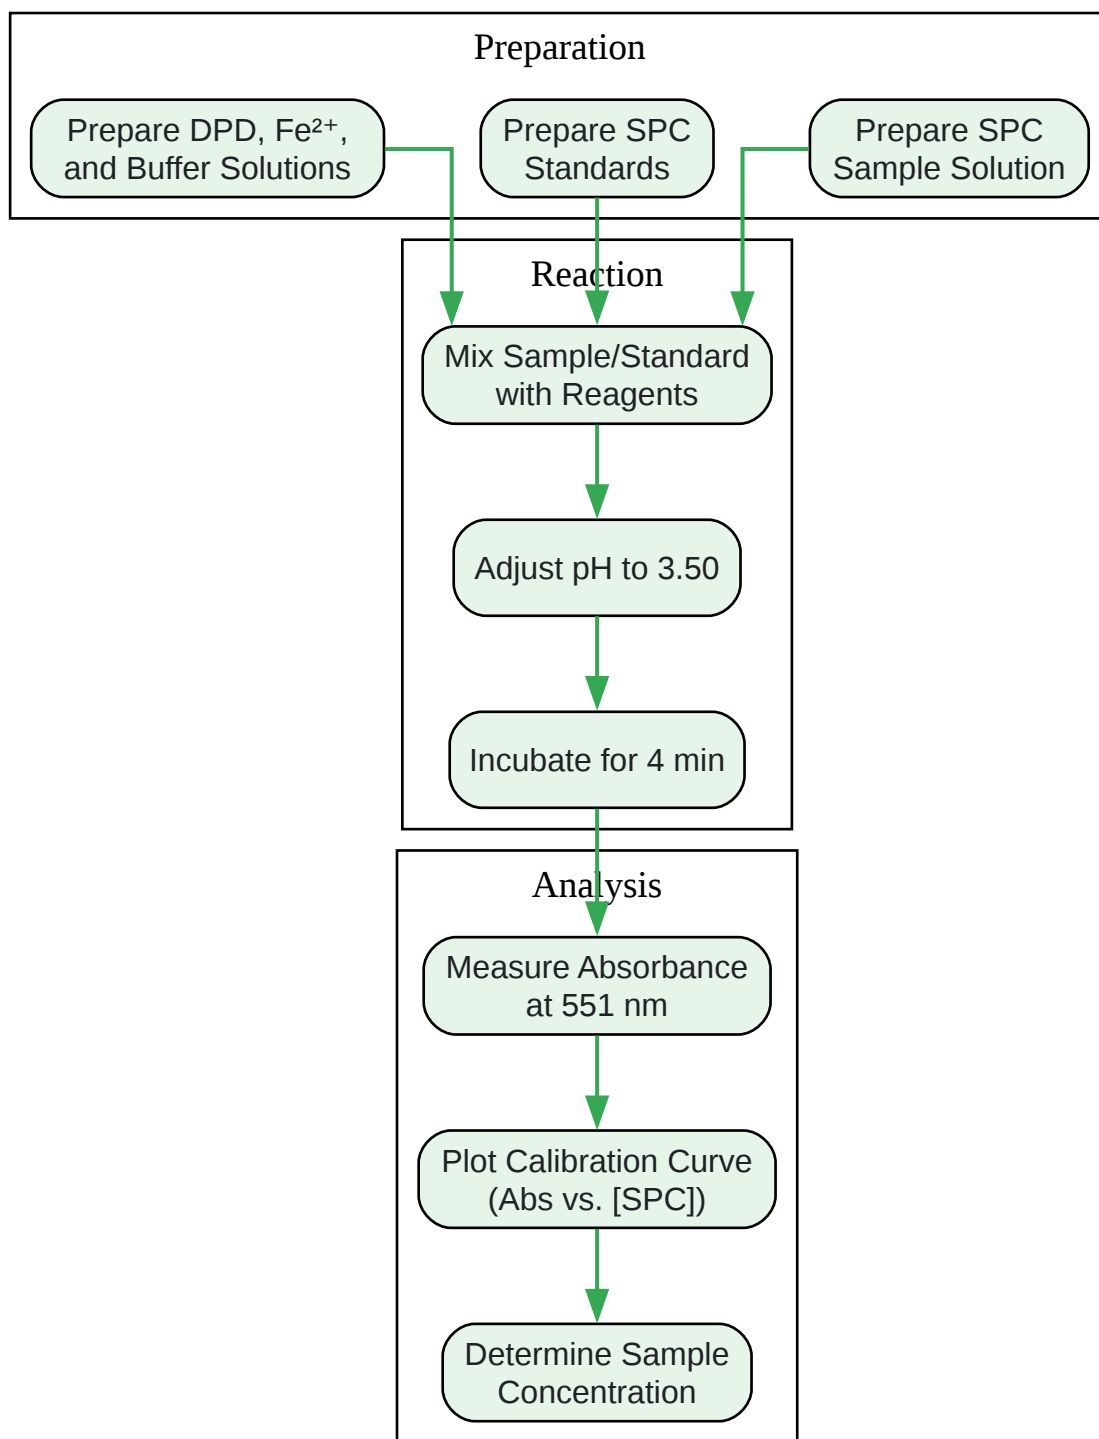 Preparation
Prepare DPD, Fe²⁺,
and Buffer Solutions
Prepare SPC
Standards
Prepare SPC
Sample Solution
Reaction
Mix Sample/Standard
with Reagents
Adjust pH to 3.50
Incubate for 4 min
Analysis
Measure Absorbance
at 551 nm
Plot Calibration Curve
(Abs vs. [SPC])
Determine Sample
Concentration